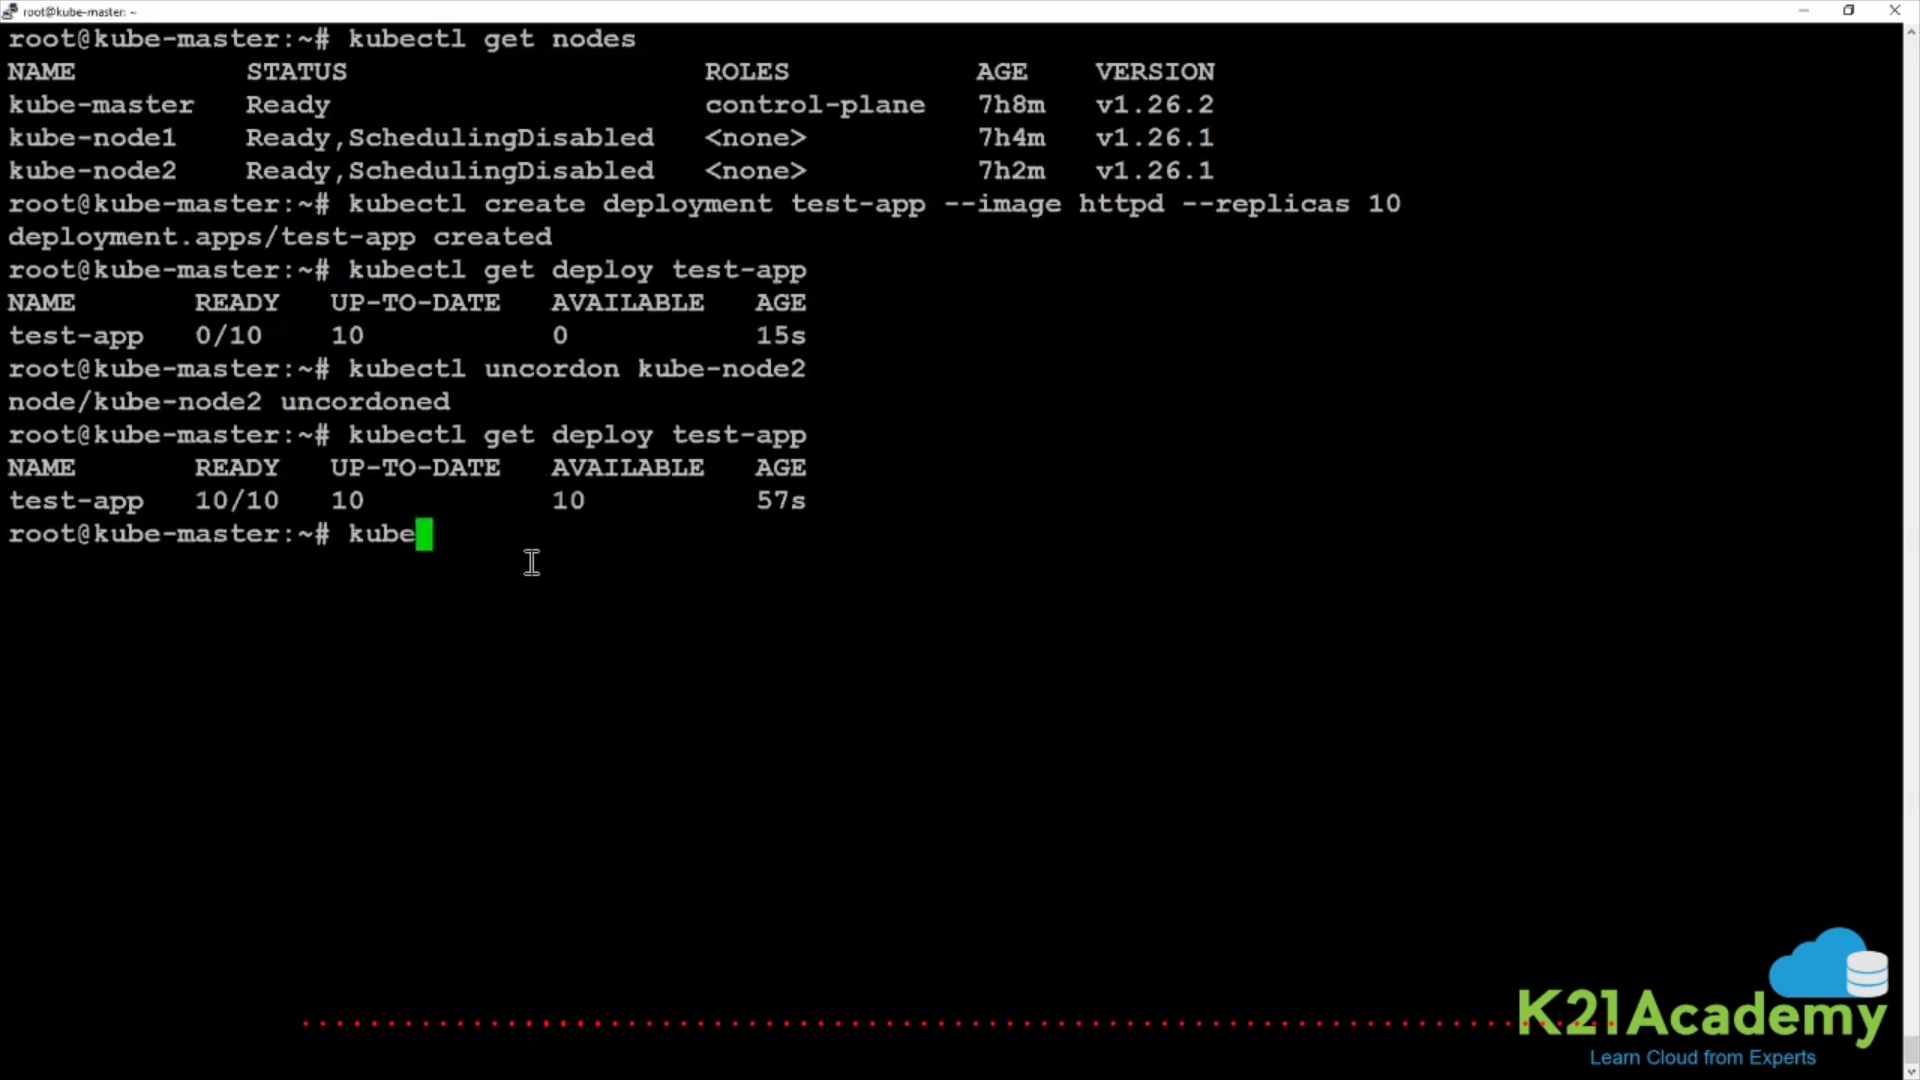 root@kube-master: ~
root@kube-master:~# kubectl get nodes
NAME STATUS ROLES AGE VERSION
kube-master Ready control-plane 7h8m v1.26.2
kube-node1 Ready,SchedulingDisabled <none> 7h4m v1.26.1
kube-node2 Ready,SchedulingDisabled <none> 7h2m v1.26.1
root@kube-master:~# kubectl create deployment test-app --image httpd --replicas 10
deployment.apps/test-app created
root@kube-master:~# kubectl get deploy test-app
NAME READY UP-TO-DATE AVAILABLE AGE
test-app 0/10 10 0 15s
root@kube-master:~# kubectl uncordon kube-node2
node/kube-node2 uncordoned
root@kube-master:~# kubectl get deploy test-app
NAME READY UP-TO-DATE AVAILABLE AGE
test-app 10/10 10 10 57s
root@kube-master:~# kube
K21Academy
Learn Cloud from Experts